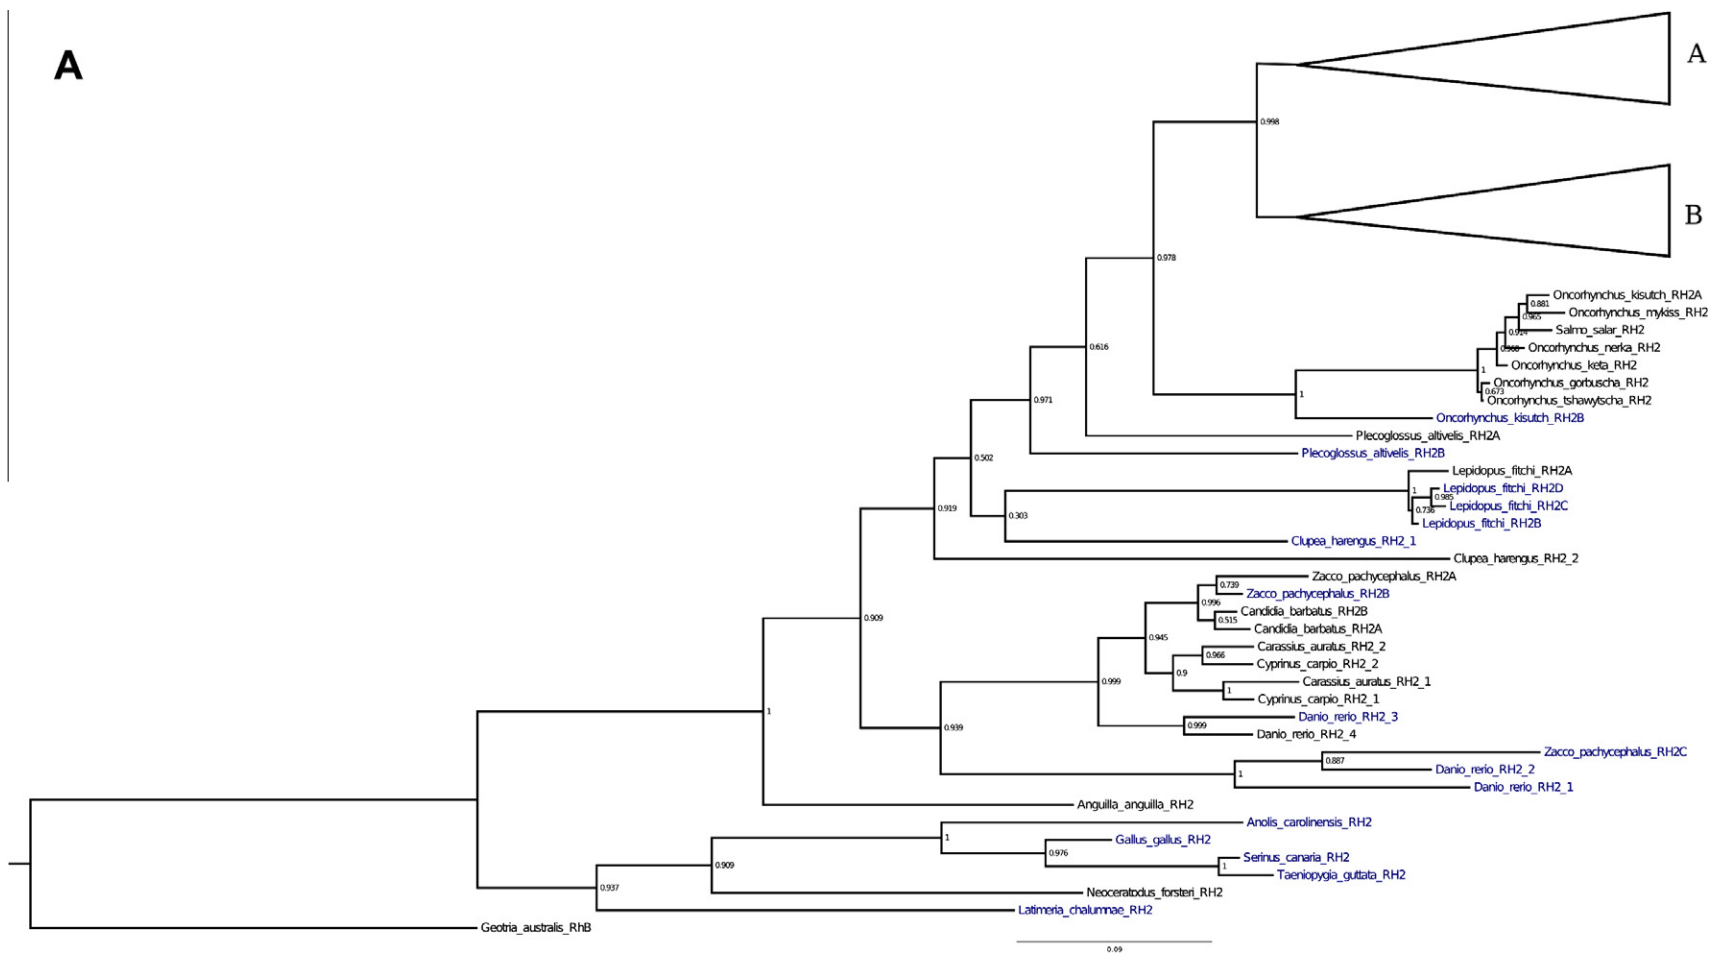 A
A
0.998
B
0.978
Oncorhynchus_kisutch_RH2A
0.881
Oncorhynchus_mykiss_RH2
0.965
Salmo_salar_RH2
0.914
Oncorhynchus_nerka_RH2
Oncorhynchus_keta_RH2
1
Oncorhynchus_gorbuscha_RH2
0.673
Oncorhynchus_tshawytscha_RH2
1
Oncorhynchus_kisutch_RH2B
0.616
Plecoglossus_altivelis_RH2A
0.971
Plecoglossus_altivelis_RH2B
0.502
Lepidopus_fitchi_RH2A
1
Lepidopus_fitchi_RH2D
0.985
Lepidopus_fitchi_RH2C
0.736
Lepidopus_fitchi_RH2B
0.303
0.919
Clupea_harengus_RH2_1
Clupea_harengus_RH2_2
Zacco_pachycephalus_RH2A
0.739
Zacco_pachycephalus_RH2B
0.996
Candidia_barbatus_RH2B
0.515
Candidia_barbatus_RH2A
0.909
0.945
Carassius_auratus_RH2_2
0.966
Cyprinus_carpio_RH2_2
0.9
Carassius_auratus_RH2_1
1
Cyprinus_carpio_RH2_1
0.999
Danio_rerio_RH2_3
0.999
Danio_rerio_RH2_4
1
0.939
Zacco_pachycephalus_RH2C
0.887
Danio_rerio_RH2_2
1
Danio_rerio_RH2_1
Anguilla_anguilla_RH2
Anolis_carolinensis_RH2
1
Gallus_gallus_RH2
0.976
Serinus_canaria_RH2
1
Taeniopygia_guttata_RH2
0.909
Neoceratodus_forsteri_RH2
0.937
Latimeria_chalumnae_RH2
Geotria_australis_RhB
0.09